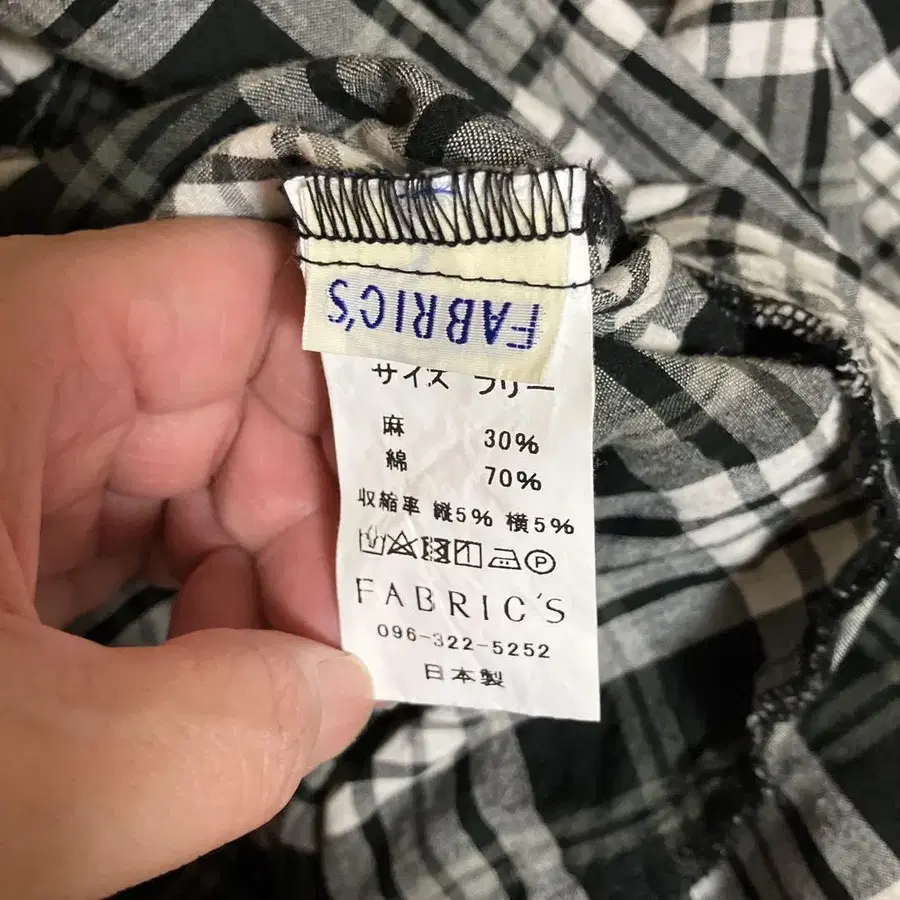 FABRIC'S
サイズ フリー
麻 30%
綿 70%
収縮率 縦5% 横5%
P
FABRIC'S
096-322-5252
日本製